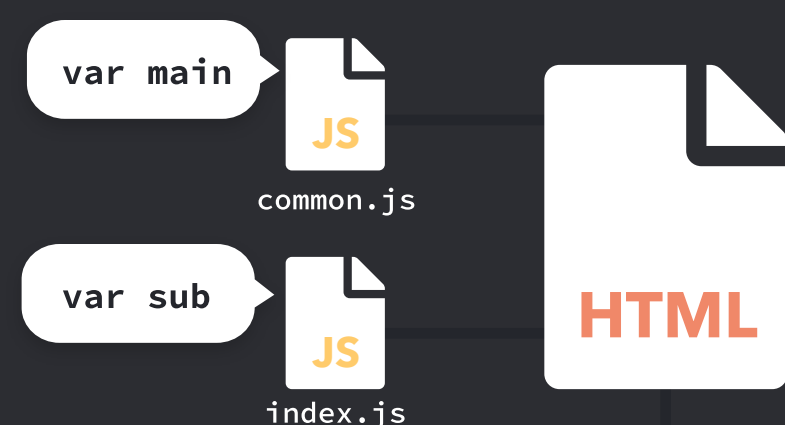 var main
JS
common.js
HTML
var sub
JS
index.js